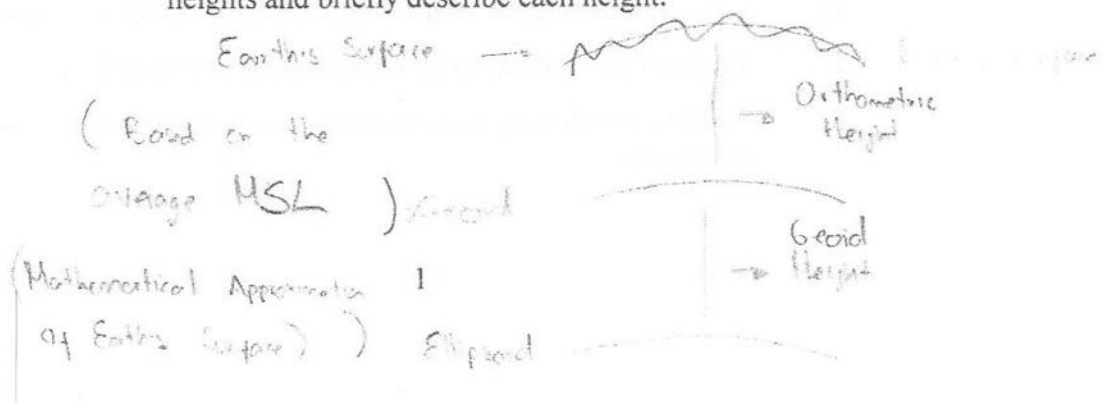 heights and briefly describe each height.
Earth's Surface →
→ Orthometric
Height
( Based on the
average MSL ) Geoid
Geoid
→ Height
(Mathematical Approximation 1
of Earth's Surface) ) Ellipsoid